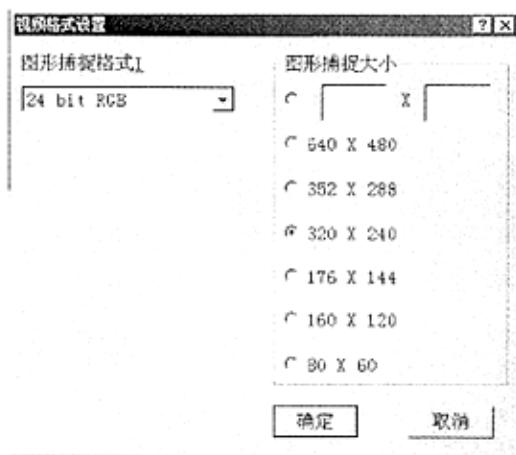 视频格式设置
图形捕捉格式I
24 bit RGB
图形捕捉大小
X
640 X 480
352 X 288
320 X 240
176 X 144
160 X 120
80 X 60
确定
取消